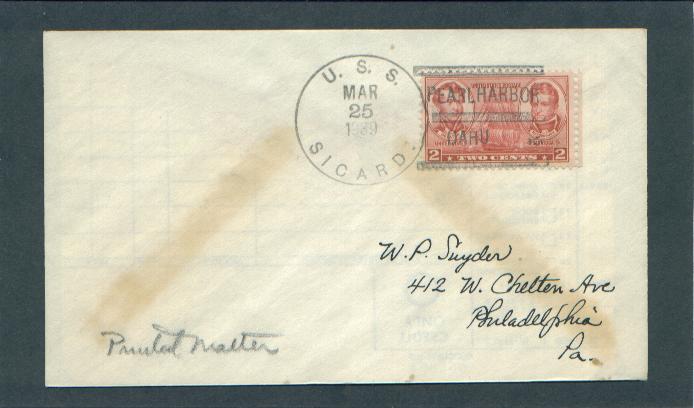 U. S. S.
MAR
25
1939
SICARD.
PEARL HARBOR
OAHU
2 TWO CENTS 2
W. P. Snyder
412 W. Chelten Ave
Philadelphia
Pa.
Printed Matter